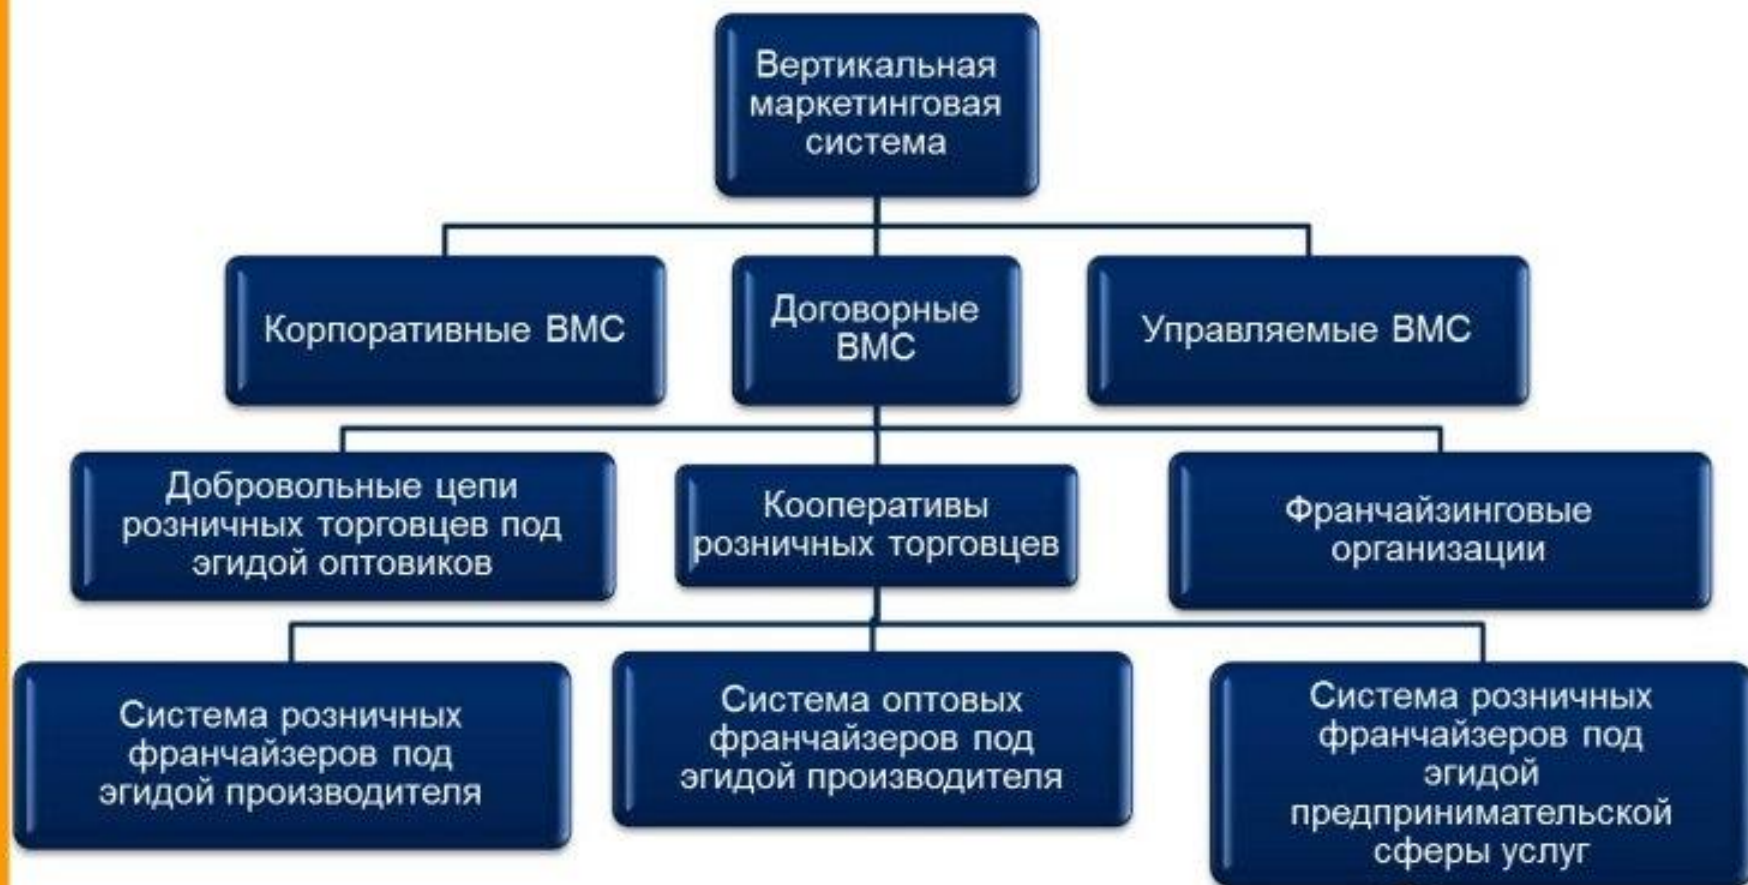 Вертикальная
маркетинговая
система
Корпоративные ВМС
Договорные
ВМС
Управляемые ВМС
Добровольные цепи
розничных торговцев под
эгидой оптовиков
Кооперативы
розничных торговцев
Франчайзинговые
организации
Система розничных
франчайзеров под
эгидой производителя
Система оптовых
франчайзеров под
эгидой производителя
Система розничных
франчайзеров под
эгидой
предпринимательской
сферы услуг